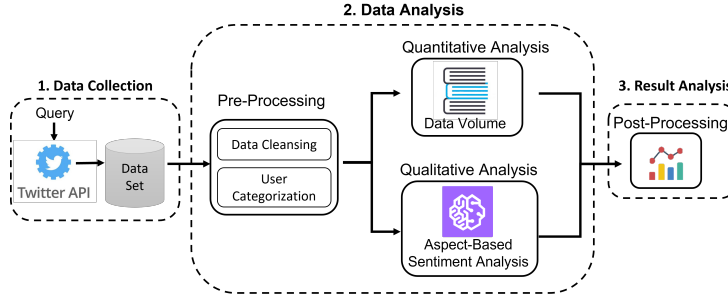 2. Data Analysis
1. Data Collection
Query
Twitter API
Data
Set
Pre-Processing
Data Cleansing
User
Categorization
Quantitative Analysis
Data Volume
Qualitative Analysis
Aspect-Based
Sentiment Analysis
3. Result Analysis
Post-Processing